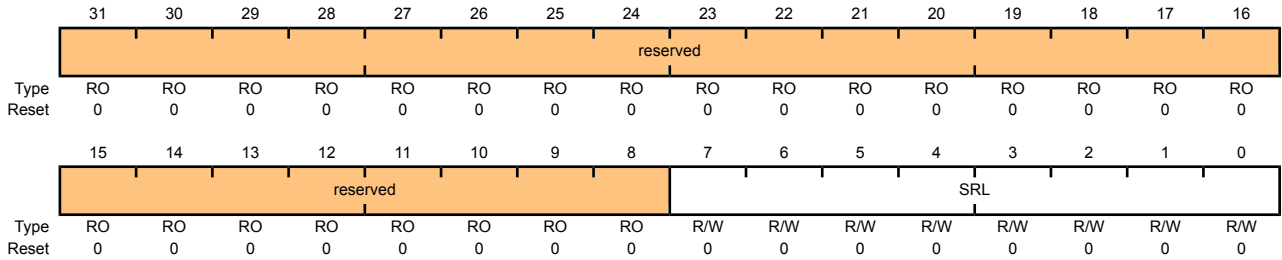 31 30 29 28 27 26 25 24 23 22 21 20 19 18 17 16
reserved
Type RO RO RO RO RO RO RO RO RO RO RO RO RO RO RO RO
Reset 0 0 0 0 0 0 0 0 0 0 0 0 0 0 0 0
15 14 13 12 11 10 9 8 7 6 5 4 3 2 1 0
reserved SRL
Type RO RO RO RO RO RO RO RO R/W R/W R/W R/W R/W R/W R/W R/W
Reset 0 0 0 0 0 0 0 0 0 0 0 0 0 0 0 0